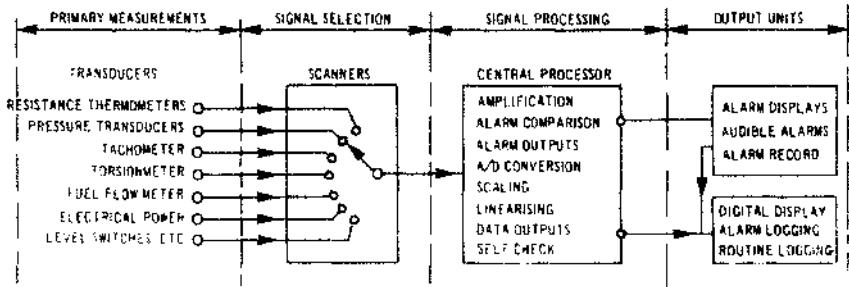 PRIMARY MEASUREMENTS
SIGNAL SELECTION
SIGNAL PROCESSING
OUTPUT UNITS
TRANSDUCERS
RESISTANCE THERMOMETERS
PRESSURE TRANSDUCERS
TACHOMETER
TORSIONMETER
FUEL FLOW METER
ELECTRICAL POWER
LEVEL SWITCHES ETC
SCANNERS
CENTRAL PROCESSOR
AMPLIFICATION
ALARM COMPARISON
ALARM OUTPUTS
A/D CONVERSION
SCALING
LINEARISING
DATA OUTPUTS
SELF CHECK
ALARM DISPLAYS
AUDIBLE ALARMS
ALARM RECORD
DIGITAL DISPLAY
ALARM LOGGING
ROUTINE LOGGING